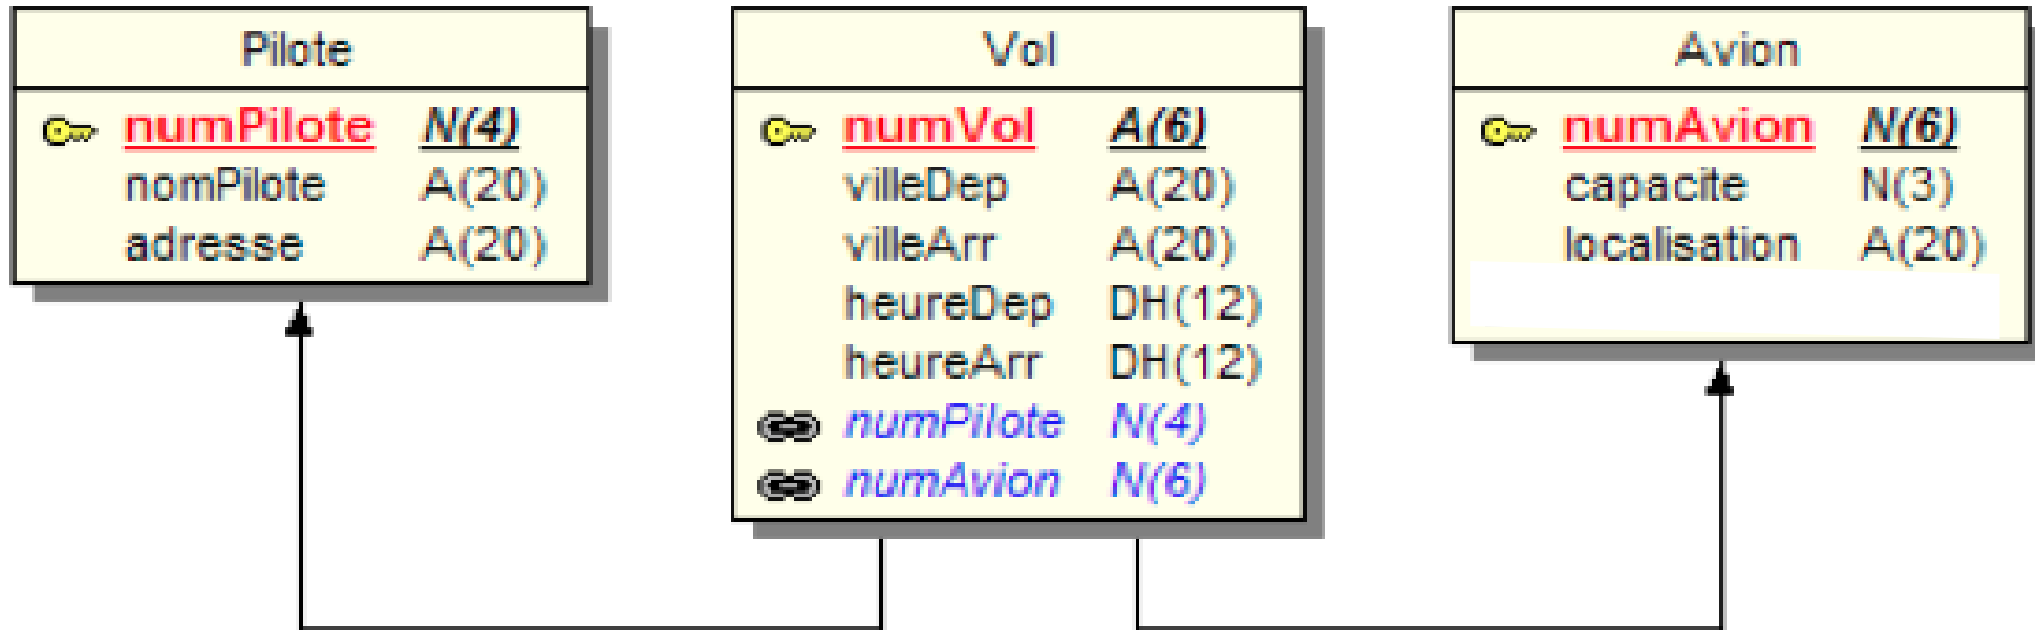 Pilote
numPilote N(4)
nomPilote A(20)
adresse A(20)
Vol
numVol A(6)
villeDep A(20)
villeArr A(20)
heureDep DH(12)
heureArr DH(12)
numPilote N(4)
numAvion N(6)
Avion
numAvion N(6)
capacite N(3)
localisation A(20)